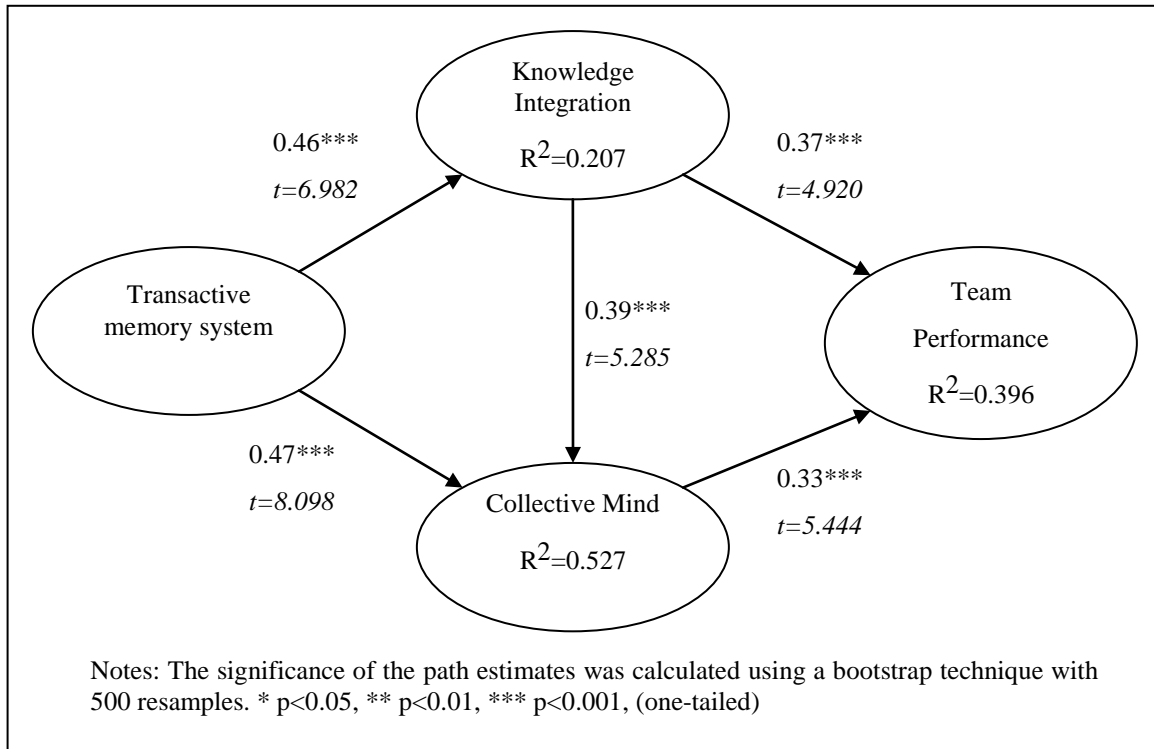 Knowledge
Integration
R²=0.207
0.46***
t=6.982
0.37***
t=4.920
Transactive
memory system
0.39***
t=5.285
Team
Performance
R²=0.396
0.47***
t=8.098
Collective Mind
R²=0.527
0.33***
t=5.444
Notes: The significance of the path estimates was calculated using a bootstrap technique with
500 resamples. * p<0.05, ** p<0.01, *** p<0.001, (one-tailed)